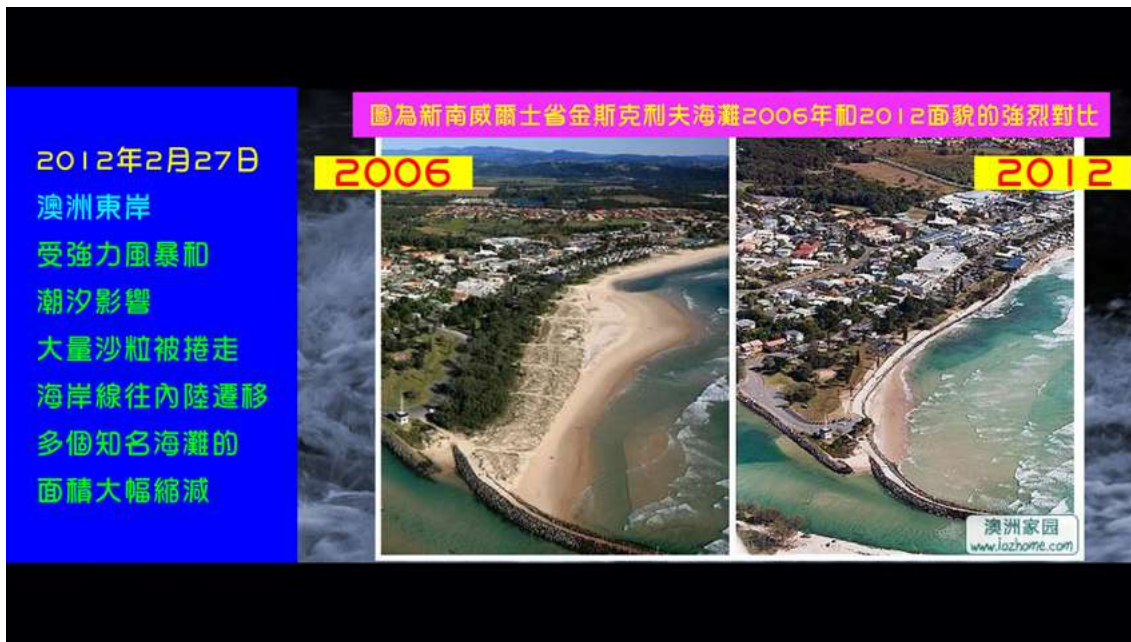 圖為新南威爾士省金斯克利夫海灘2006年和2012面貌的強烈對比
2012年2月27日
澳洲東岸
受強力風暴和
潮汐影響
大量沙粒被捲走
海岸線往內陸遷移
多個知名海灘的
面積大幅縮減
2006
2012
澳洲家园
www.1ozhome.com